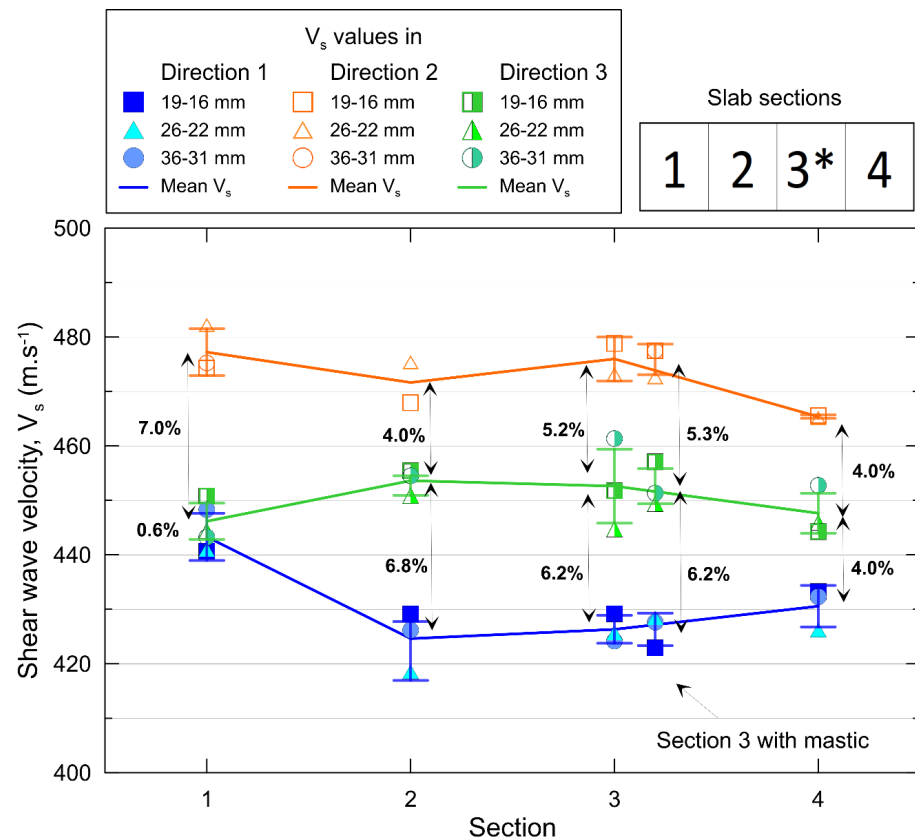 Vs values in
Direction 1 Direction 2 Direction 3
19-16 mm 19-16 mm 19-16 mm
26-22 mm 26-22 mm 26-22 mm
36-31 mm 36-31 mm 36-31 mm
Mean Vs Mean Vs Mean Vs
Slab sections
1 2 3* 4
Shear wave velocity, Vs (m.s⁻¹)
500
480
460
440
420
400
7.0%
0.6%
4.0%
6.8%
5.2%
6.2%
5.3%
6.2%
4.0%
4.0%
Section 3 with mastic
1 2 3 4
Section